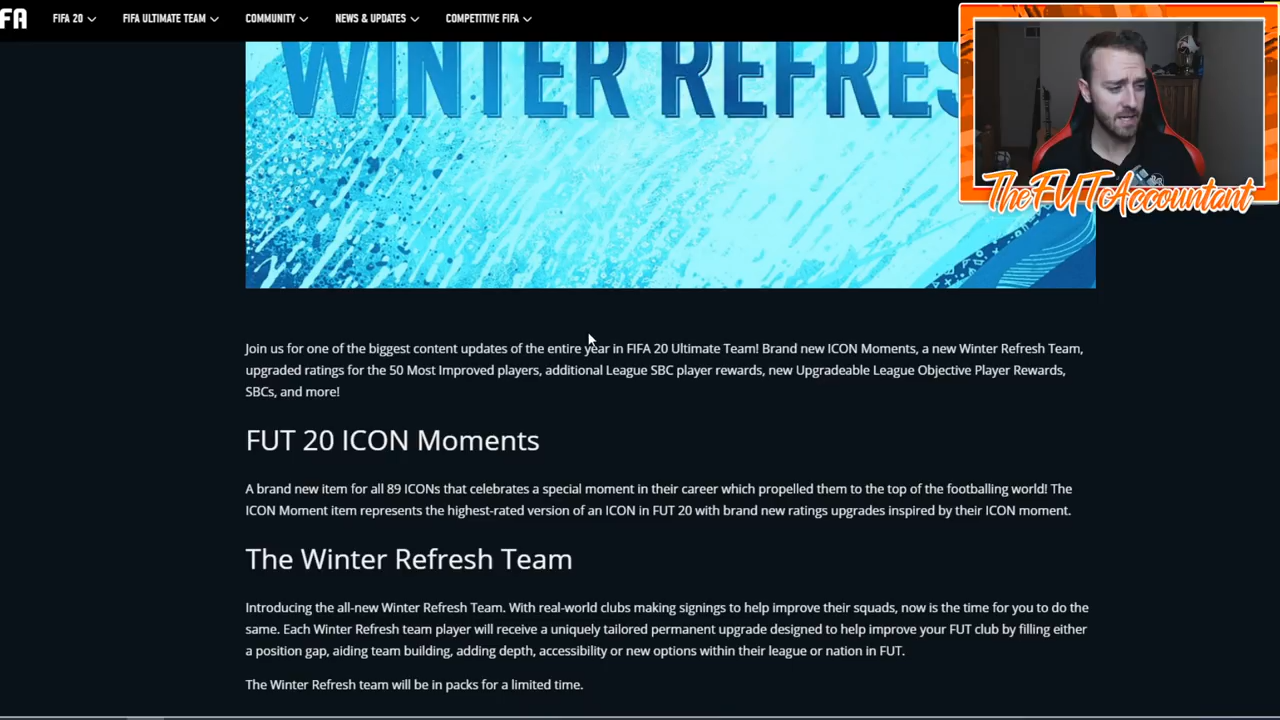 FA
FIFA 20
FIFA ULTIMATE TEAM
COMMUNITY
NEWS & UPDATES
COMPETITIVE FIFA
WINTER REFRES
TheFUTAccountant
Join us for one of the biggest content updates of the entire year in FIFA 20 Ultimate Team! Brand new ICON Moments, a new Winter Refresh Team,
upgraded ratings for the 50 Most Improved players, additional League SBC player rewards, new Upgradeable League Objective Player Rewards,
SBCs, and more!
FUT 20 ICON Moments
A brand new item for all 89 ICONs that celebrates a special moment in their career which propelled them to the top of the footballing world! The
ICON Moment item represents the highest-rated version of an ICON in FUT 20 with brand new ratings upgrades inspired by their ICON moment.
The Winter Refresh Team
Introducing the all-new Winter Refresh Team. With real-world clubs making signings to help improve their squads, now is the time for you to do the
same. Each Winter Refresh team player will receive a uniquely tailored permanent upgrade designed to help improve your FUT club by filling either
a position gap, aiding team building, adding depth, accessibility or new options within their league or nation in FUT.
The Winter Refresh team will be in packs for a limited time.